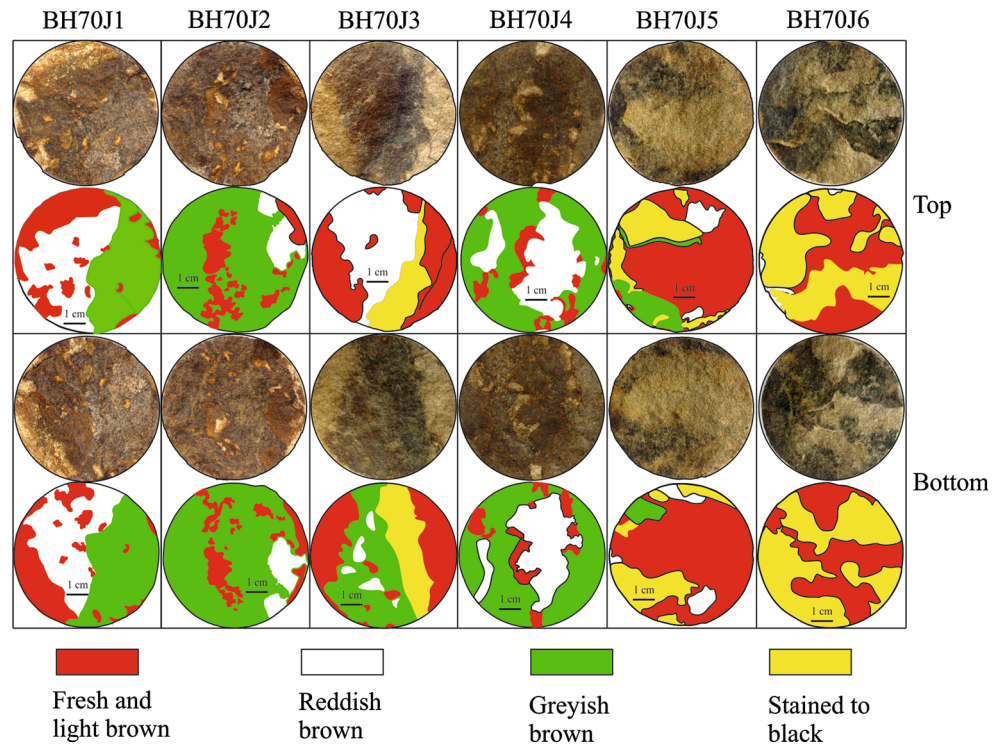 BH70J1 BH70J2 BH70J3 BH70J4 BH70J5 BH70J6
Top
1 cm 1 cm 1 cm 1 cm 1 cm 1 cm
Bottom
1 cm 1 cm 1 cm 1 cm 1 cm 1 cm
Fresh and
light brown
Reddish
brown
Greyish
brown
Stained to
black